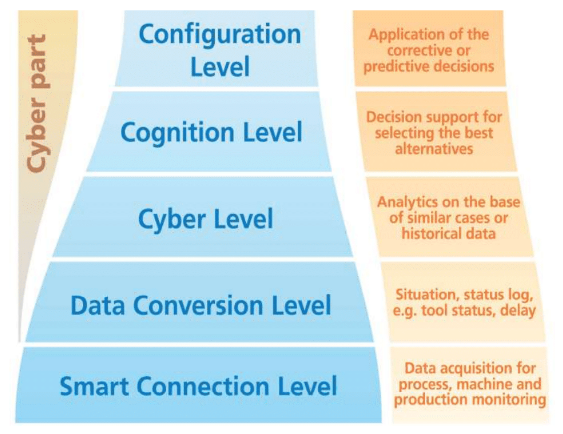 Cyber part
Configuration
Level
Application of the
corrective or
predictive decisions
Cognition Level
Decision support for
selecting the best
alternatives
Cyber Level
Analytics on the base
of similar cases or
historical data
Data Conversion Level
Situation, status log,
e.g. tool status, delay
Smart Connection Level
Data acquisition for
process, machine and
production monitoring